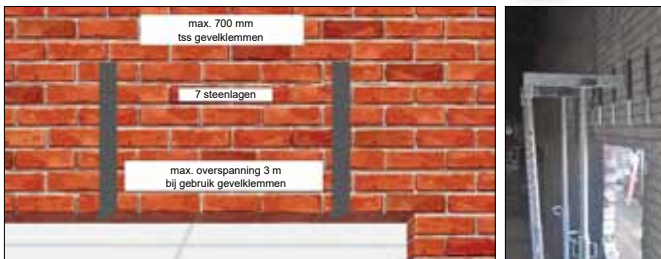 max. 700 mm
tss gevelklemmen
7 steenlagen
max. overspanning 3 m
bij gebruik gevelklemmen